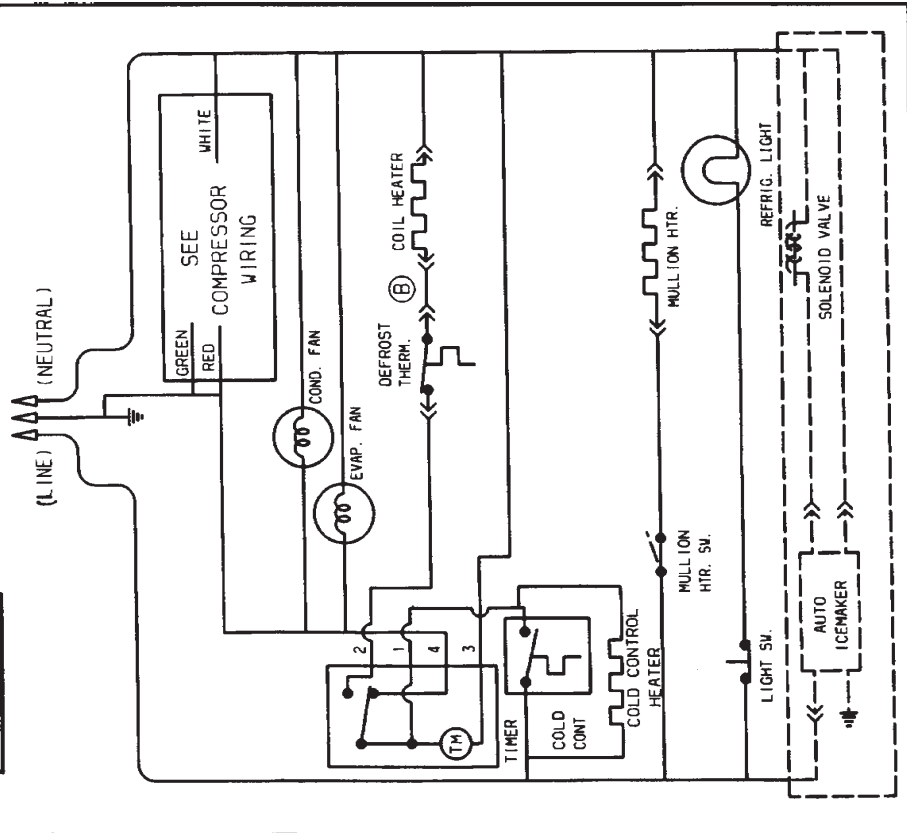 (LINE)
(NEUTRAL)
GREEN
RED
SEE
COMPRESSOR
WIRING
WHITE
COND. FAN
EVAP. FAN
DEFROST
THERM.
B
COIL HEATER
2
1
4
3
TM
TIMER
COLD
CONT
COLD CONTROL
HEATER
MULLION
HTR. SW.
MULLION HTR.
LIGHT SW.
REFRIG. LIGHT
AUTO
ICEMAKER
SOLENOID VALVE